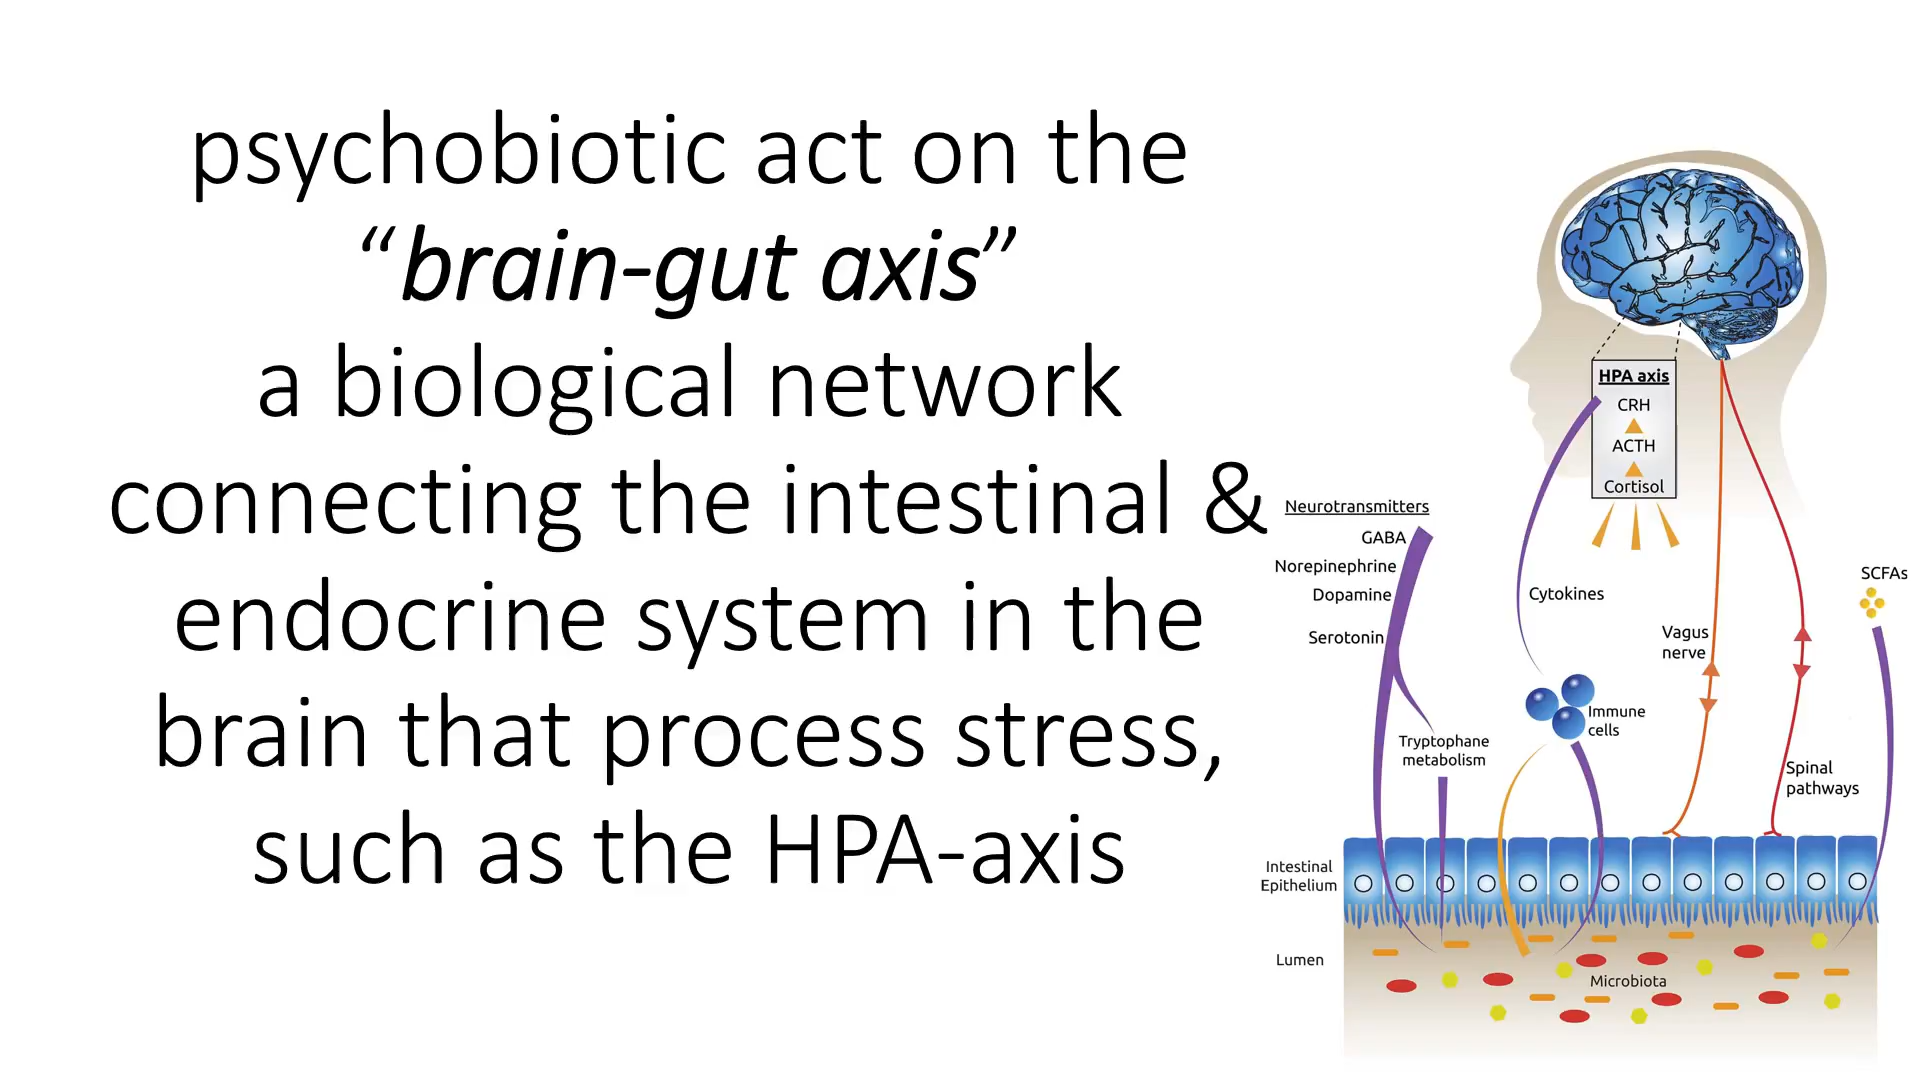 psychobiotic act on the
“brain-gut axis”
a biological network
connecting the intestinal &
endocrine system in the
brain that process stress,
such as the HPA-axis
HPA axis
CRH
ACTH
Cortisol
Neurotransmitters
GABA
Norepinephrine
Dopamine
Serotonin
Cytokines
SCFAs
Vagus
nerve
Immune
cells
Tryptophane
metabolism
Spinal
pathways
Intestinal
Epithelium
Lumen
Microbiota